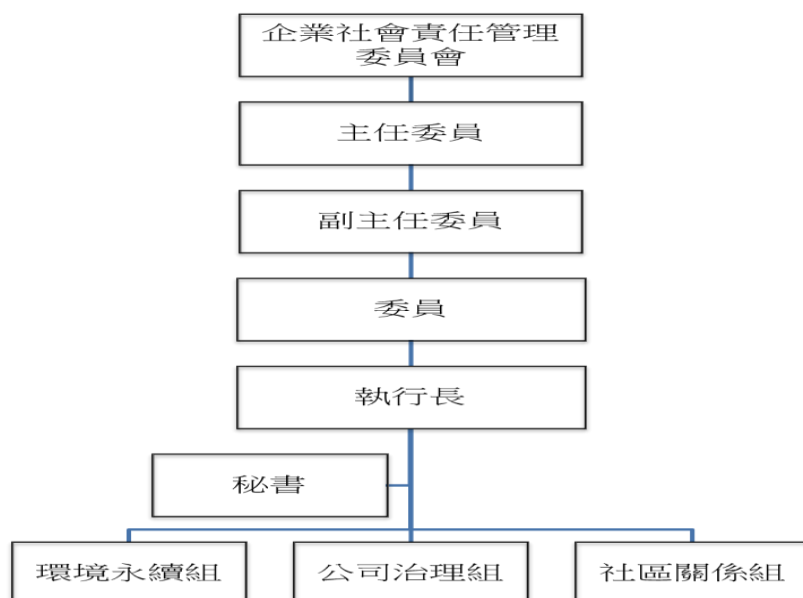 企業社會責任管理
委員會
主任委員
副主任委員
委員
執行長
秘書
環境永續組
公司治理組
社區關係組